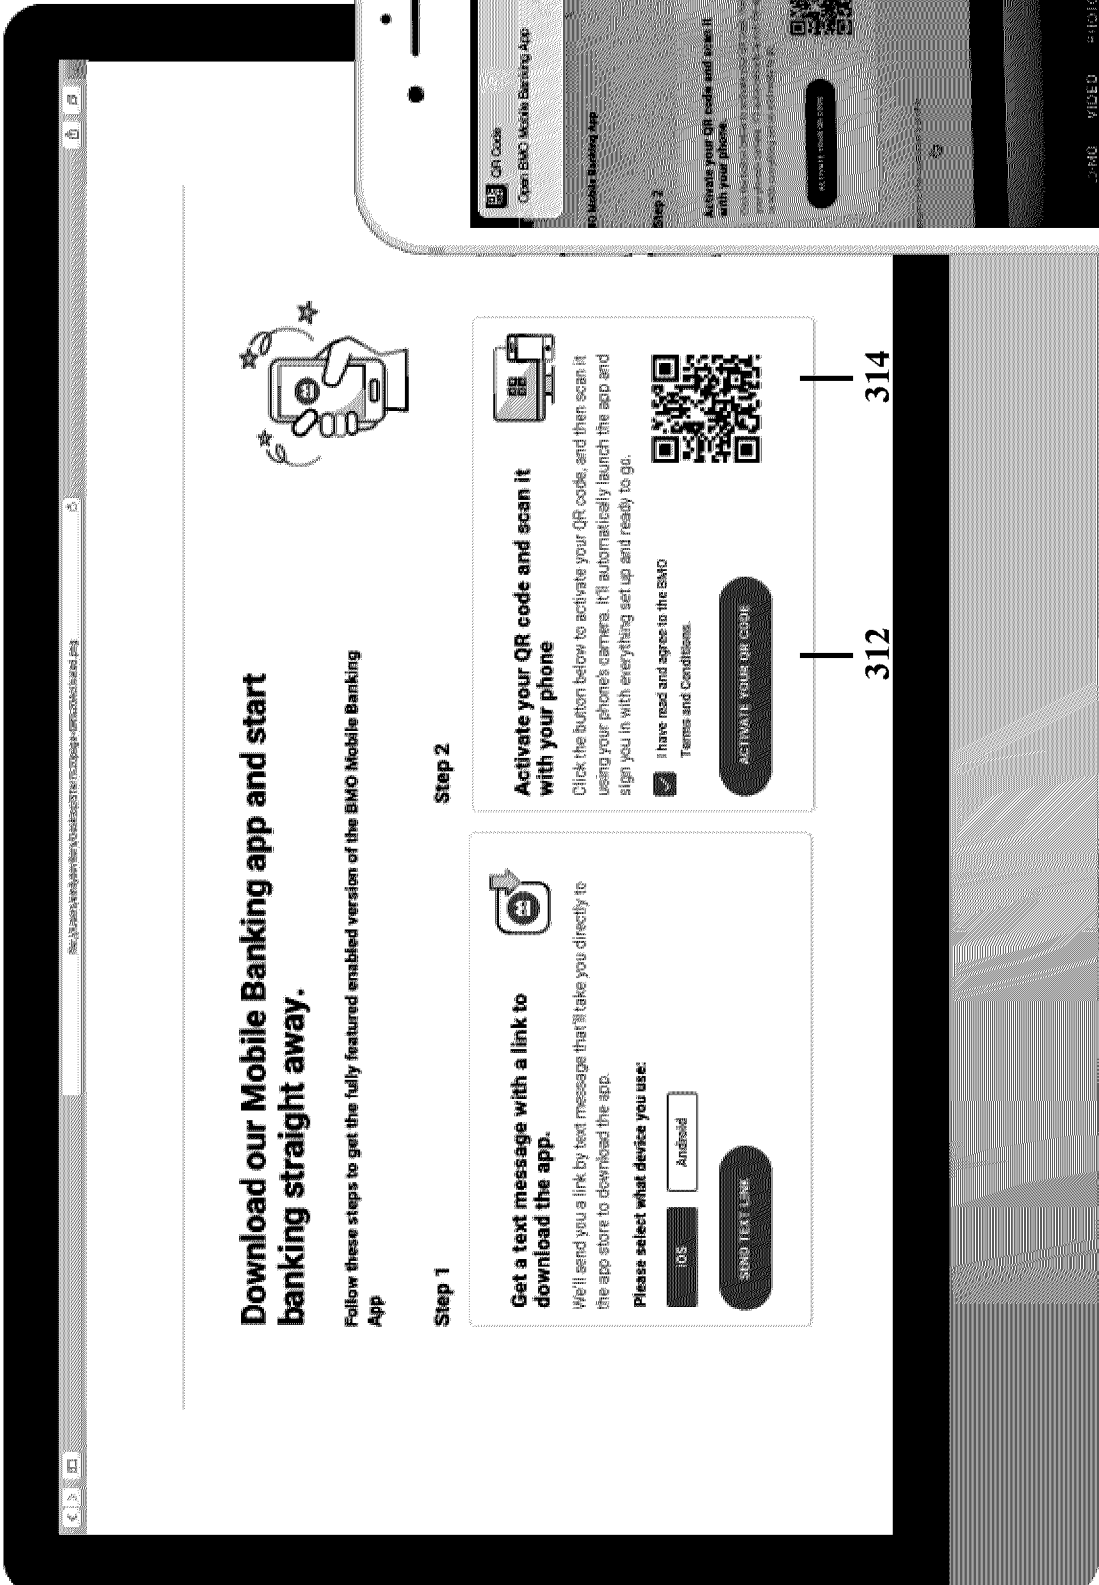 Download our Mobile Banking app and start
banking straight away.
Follow these steps to get the fully featured enabled version of the BMO Mobile Banking
App
Step 1
Get a text message with a link to
download the app.
We'll send you a link by text message that'll take you directly to
the app store to download the app.
Please select what device you use:
iOS
Android
SEND TEXT & LINK
Step 2
Activate your QR code and scan it
with your phone
Click the button below to activate your QR code, and then scan it
using your phone's camera. It'll automatically launch the app and
sign you in with everything set up and ready to go.
I have read and agree to the BMO
Terms and Conditions.
ACTIVATE YOUR QR CODE
312
314
QR Code
Open BMO Mobile Banking App
O Mobile Banking App
Step 2
Activate your QR code and scan it
with your phone.
ACTIVATE YOUR QR CODE
VIDEO